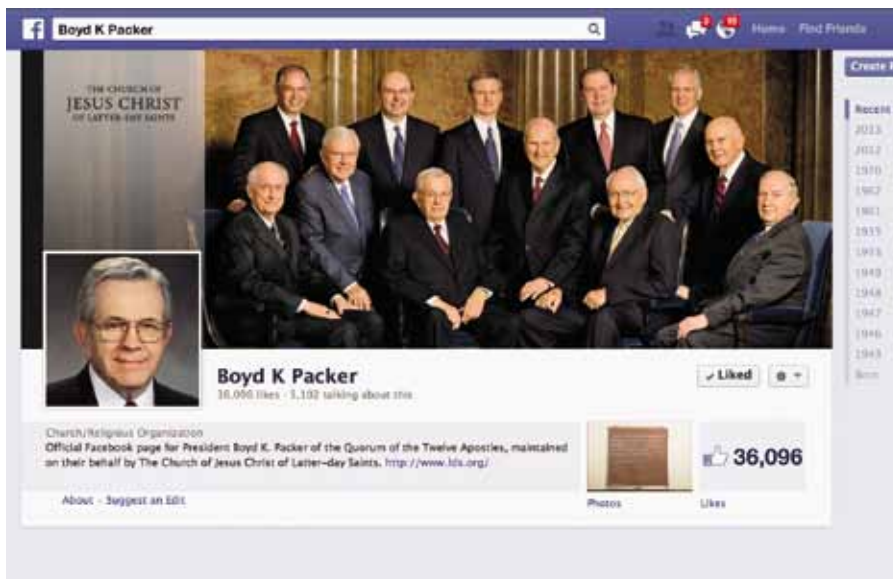 Boyd K Packer
3
Home Find Friends
THE CHURCH OF
JESUS CHRIST
OF LATTER-DAY SAINTS
Create
Recent
2013
2012
1970
1962
1961
1955
1953
1949
1948
1947
1946
1943
Born
Boyd K Packer
36,096 likes · 5,102 talking about this
Liked
Church/Religious Organization
Official Facebook page for President Boyd K. Packer of the Quorum of the Twelve Apostles, maintained
on their behalf by The Church of Jesus Christ of Latter-day Saints. http://www.lds.org/
About - Suggest an Edit
Photos
36,096
Likes